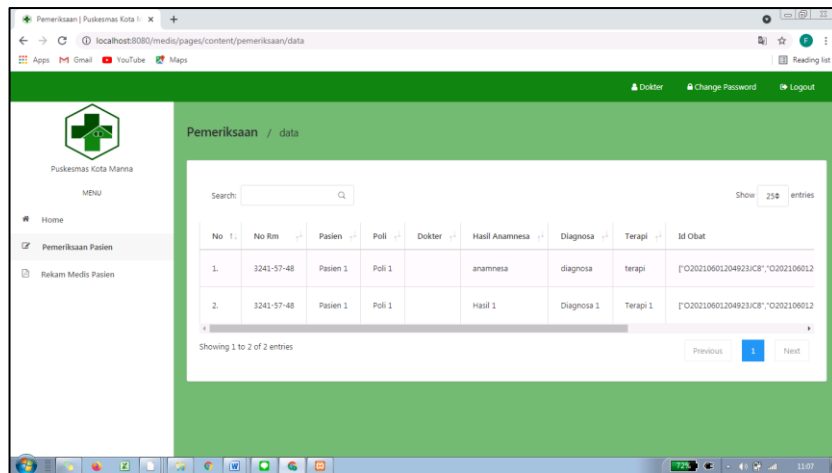 Pemeriksaan | Puskesmas Kota
localhost:8080/medis/pages/content/pemeriksaan/data
Apps Gmail YouTube Maps Reading list
Dokter Change Password Logout
Puskesmas Kota Manna
MENU
Home
Pemeriksaan Pasien
Rekam Medis Pasien
Pemeriksaan / data
Search: Show 25 entries
No No Rm Pasien Poli Dokter Hasil Anamnesa Diagnosa Terapi Id Obat
1. 3241-57-48 Pasien 1 Poli 1 anamnesa diagnosa terapi ["O20210601204923JC8","O202106012
2. 3241-57-48 Pasien 1 Poli 1 Hasil 1 Diagnosa 1 Terapi 1 ["O20210601204923JC8","O202106012
Showing 1 to 2 of 2 entries
Previous 1 Next
72% 11:07